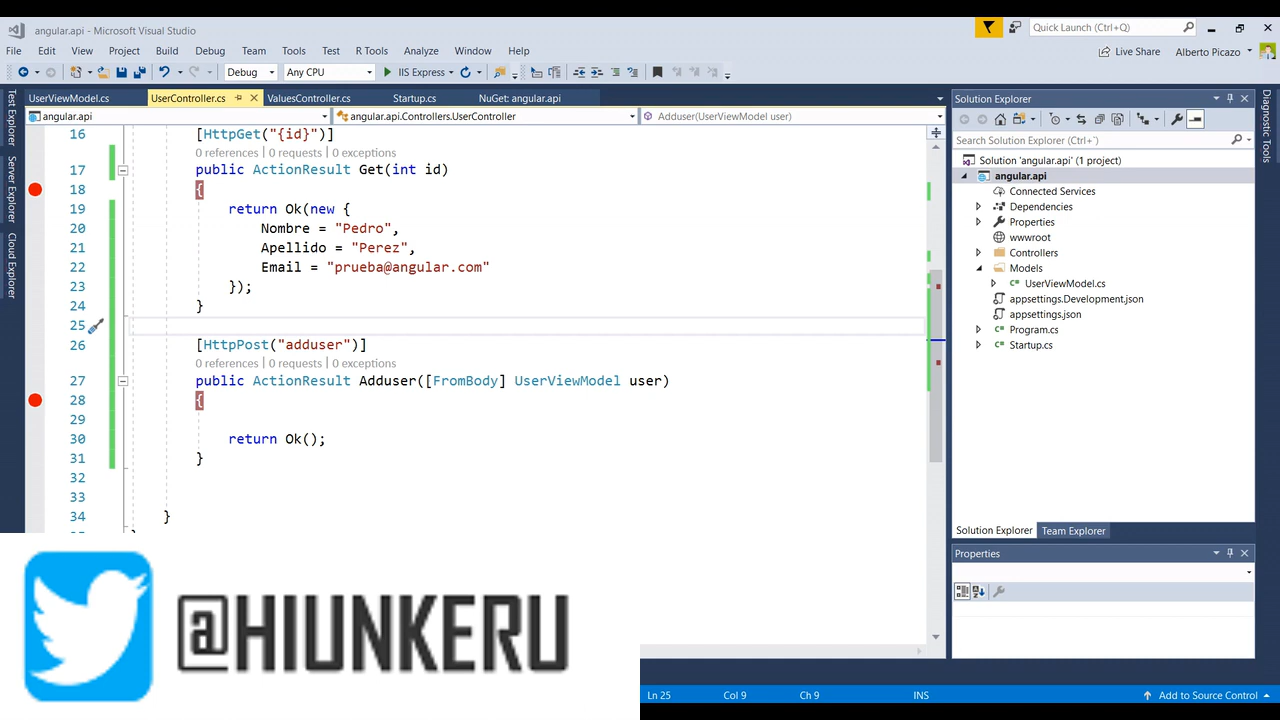 angular.api - Microsoft Visual Studio
Quick Launch (Ctrl+Q)
File Edit View Project Build Debug Team Tools Test R Tools Analyze Window Help
Live Share Alberto Picazo
Debug Any CPU IIS Express
UserViewModel.cs UserController.cs ValuesController.cs Startup.cs NuGet: angular.api
angular.api angular.api.Controllers.UserController Adduser(UserViewModel user)
Test Explorer
Server Explorer
Cloud Explorer
16 [HttpGet("{id}")]
0 references | 0 requests | 0 exceptions
17 public ActionResult Get(int id)
18 {
19 return Ok(new {
20 Nombre = "Pedro",
21 Apellido = "Perez",
22 Email = "prueba@angular.com"
23 });
24 }
25
26 [HttpPost("adduser")]
0 references | 0 requests | 0 exceptions
27 public ActionResult Adduser([FromBody] UserViewModel user)
28 {
29
30 return Ok();
31 }
32
33
34 }
Solution Explorer
Search Solution Explorer (Ctrl+`)
Solution 'angular.api' (1 project)
angular.api
Connected Services
Dependencies
Properties
wwwroot
Controllers
Models
UserViewModel.cs
appsettings.Development.json
appsettings.json
Program.cs
Startup.cs
Solution Explorer Team Explorer
Properties
Diagnostic Tools
@HIUNKERU
Ln 25 Col 9 Ch 9 INS Add to Source Control